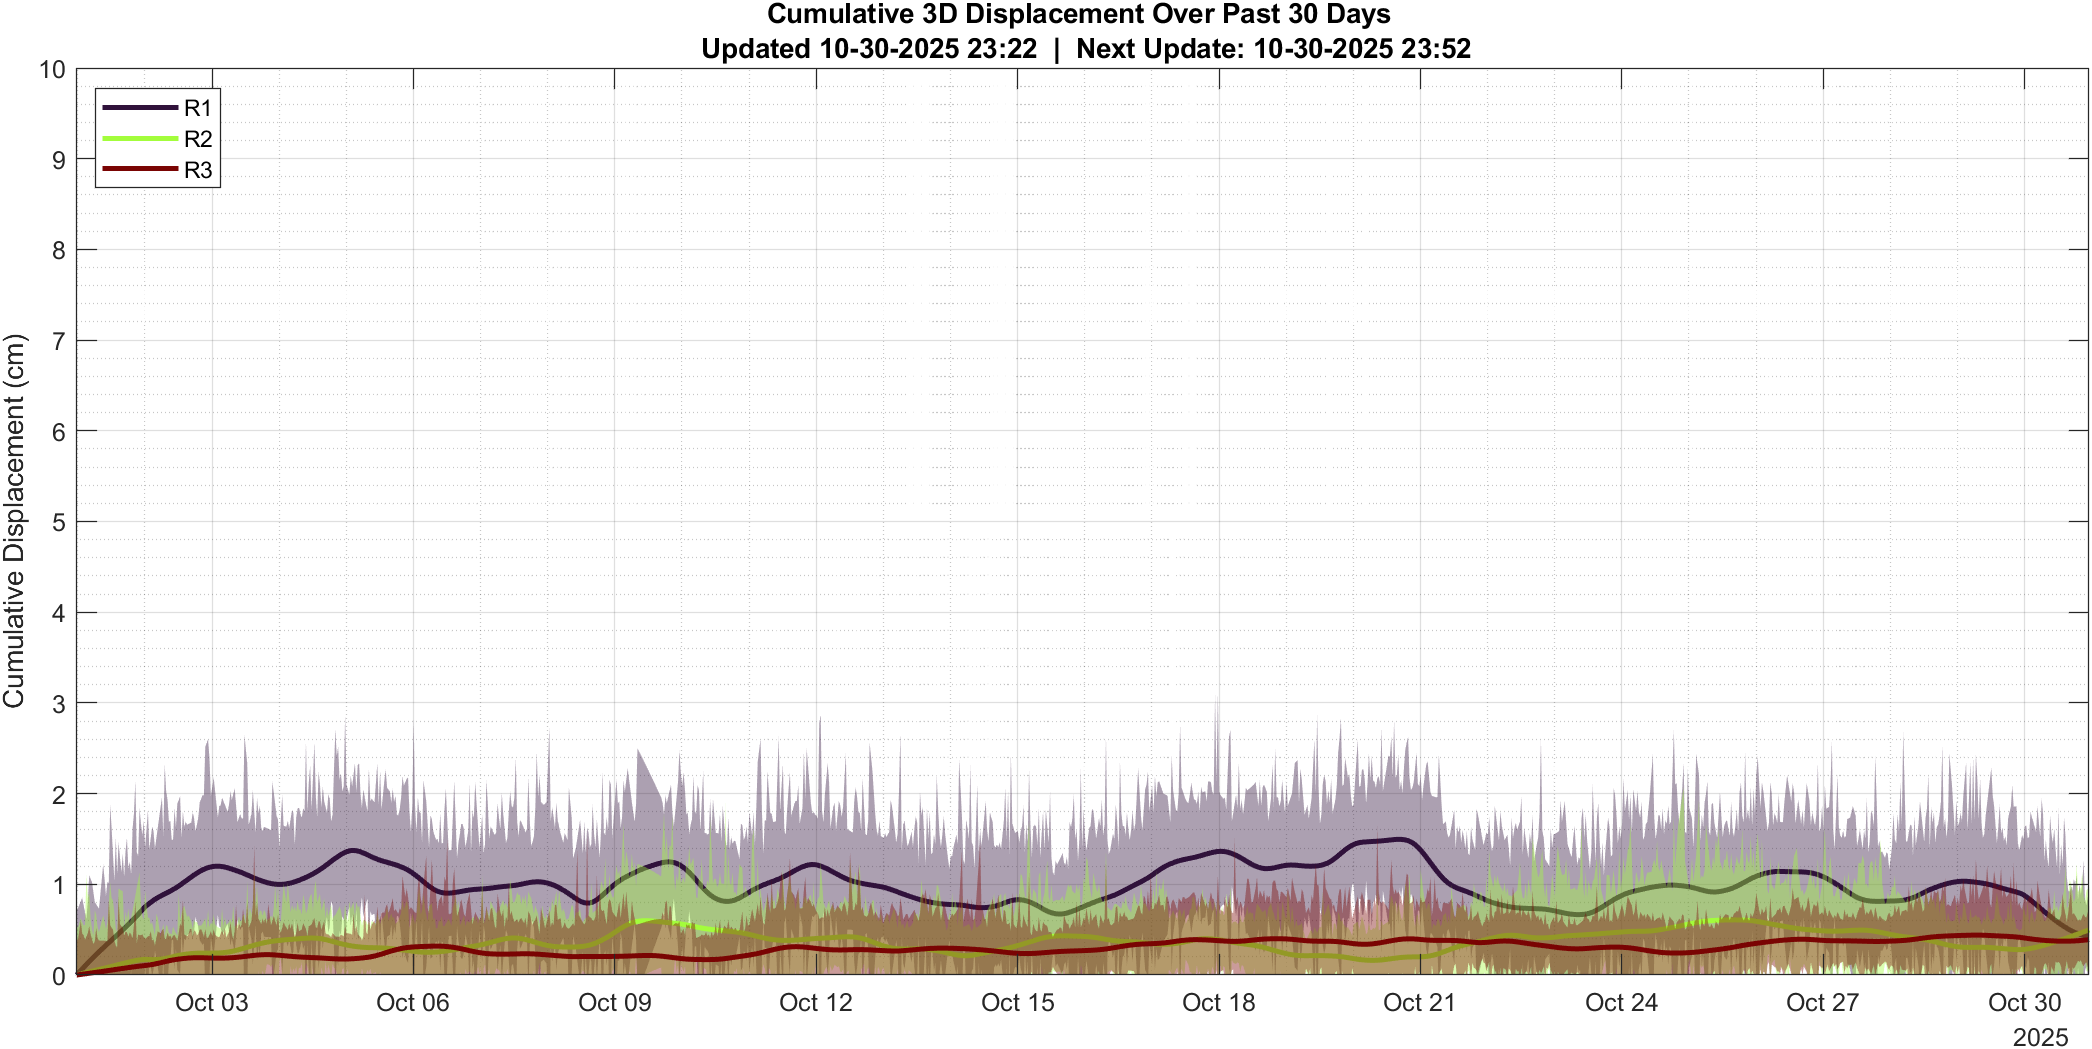 Cumulative 3D Displacement Over Past 30 Days
Updated 10-30-2025 23:22 | Next Update: 10-30-2025 23:52
Cumulative Displacement (cm)
10
9
8
7
6
5
4
3
2
1
0
R1
R2
R3
Oct 03 Oct 06 Oct 09 Oct 12 Oct 15 Oct 18 Oct 21 Oct 24 Oct 27 Oct 30
2025